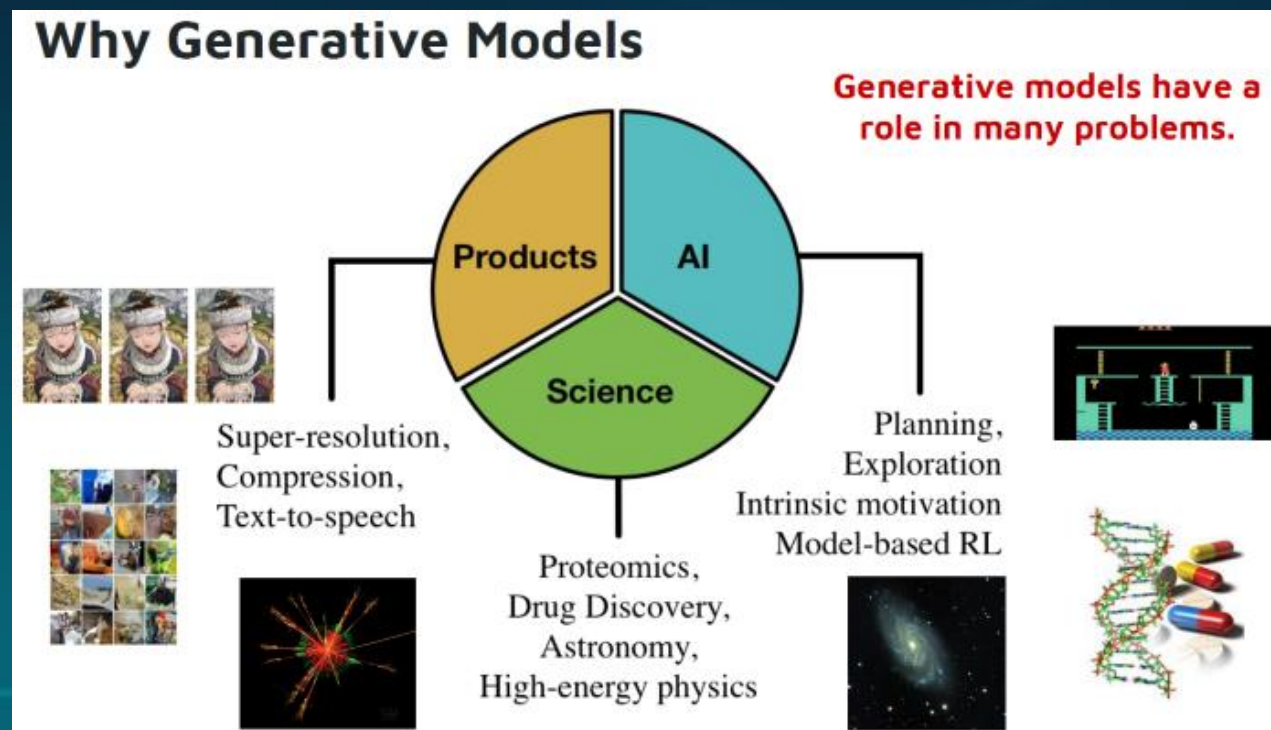 Why Generative Models
Generative models have a
role in many problems.
Products
AI
Science
Super-resolution,
Compression,
Text-to-speech
Proteomics,
Drug Discovery,
Astronomy,
High-energy physics
Planning,
Exploration
Intrinsic motivation
Model-based RL